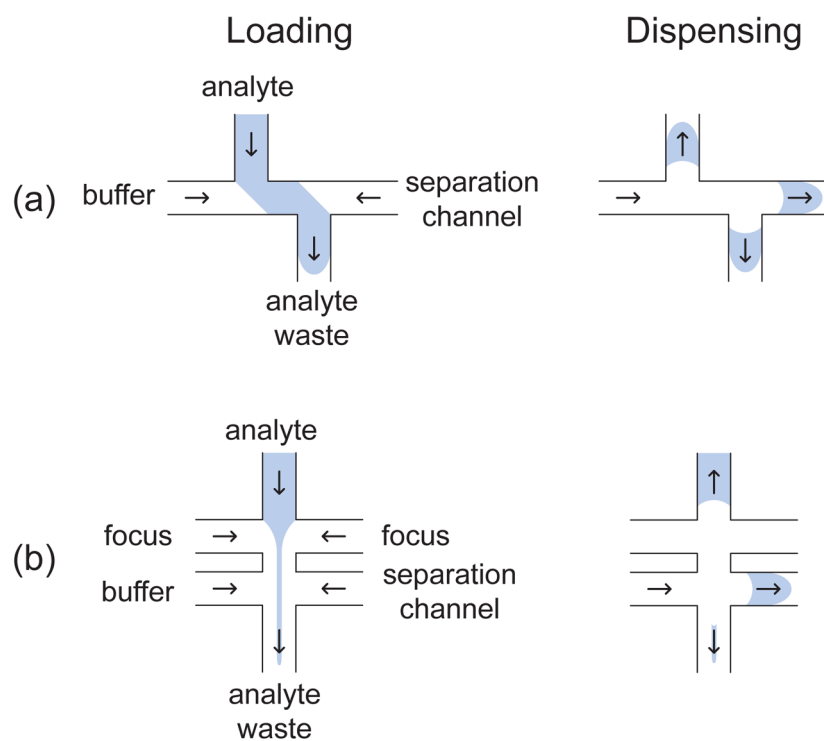 Loading
Dispensing
analyte
(a)
buffer
separation
channel
analyte
waste
analyte
(b)
focus
focus
buffer
separation
channel
analyte
waste